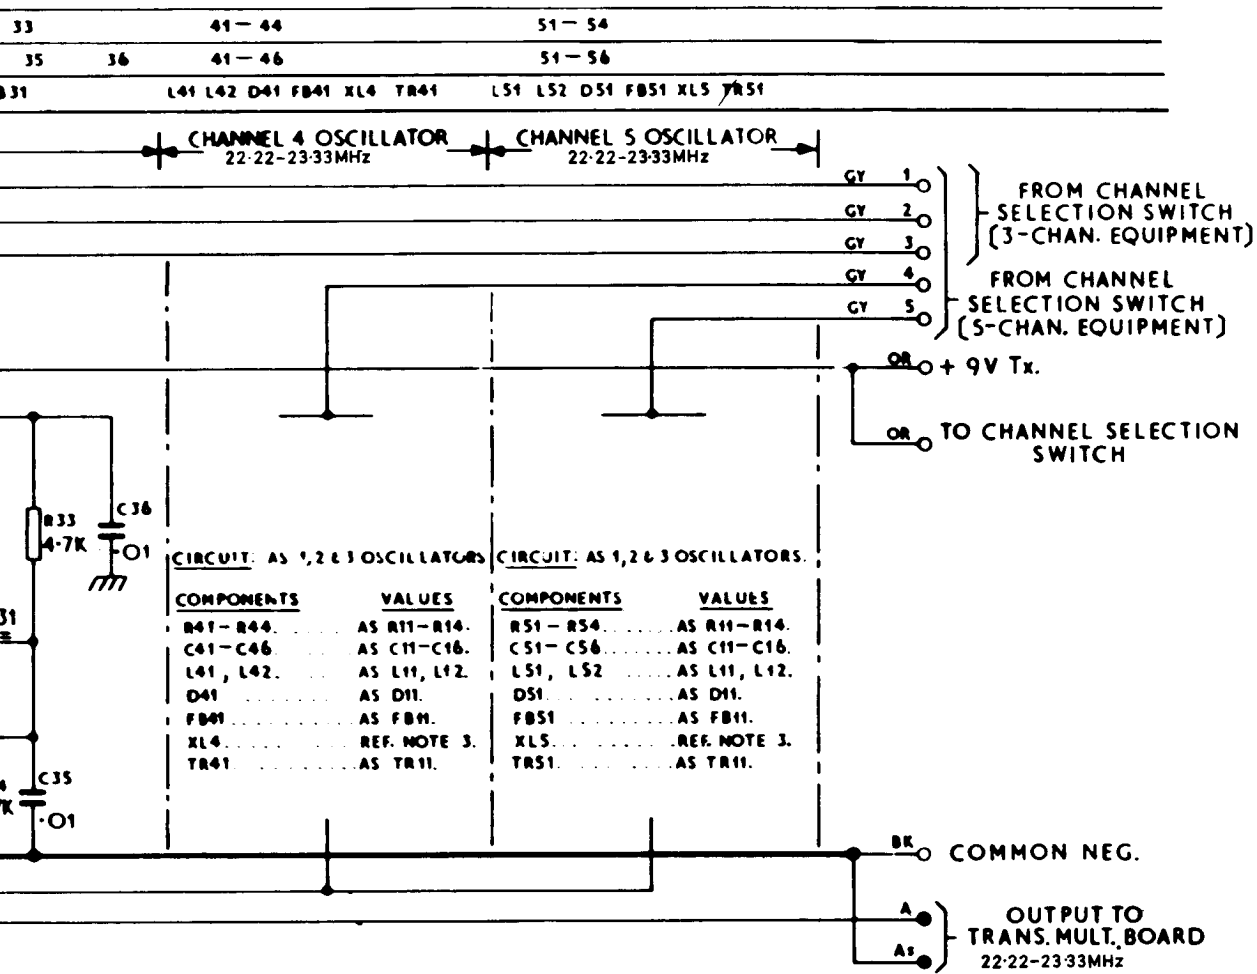 33 41-44 51-54
35 36 41-46 51-56
B31 L41 L42 D41 FB41 XL4 TR41 L51 L52 D51 FB51 XL5 TR51
CHANNEL 4 OSCILLATOR
22·22-23·33MHz
CHANNEL 5 OSCILLATOR
22·22-23·33MHz
GY 1
GY 2
GY 3
GY 4
GY 5
FROM CHANNEL
SELECTION SWITCH
(3-CHAN. EQUIPMENT)
FROM CHANNEL
SELECTION SWITCH
(5-CHAN. EQUIPMENT)
OR + 9V Tx.
OR TO CHANNEL SELECTION
SWITCH
R33
4·7K
C36
·01
31
4
7K
C35
·01
CIRCUIT: AS 1,2 & 3 OSCILLATORS
COMPONENTS VALUES
R41-R44. ..... AS R11-R14.
C41-C46. .... AS C11-C16.
L41, L42. .. AS L11, L12.
D41 ........ AS D11.
FB41 ......... AS FB11.
XL4 ........ REF. NOTE 3.
TR41. ........ AS TR11.
CIRCUIT: AS 1,2 & 3 OSCILLATORS.
COMPONENTS VALUES
R51-R54. ...... AS R11-R14.
C51-C56. ...... AS C11-C16.
L51, L52 ...... AS L11, L12.
D51. ........ AS D11.
FB51 ........ AS FB11.
XL5. ........ REF. NOTE 3.
TR51. ........ AS TR11.
BK COMMON NEG.
A
As
OUTPUT TO
TRANS. MULT. BOARD
22·22-23·33MHz